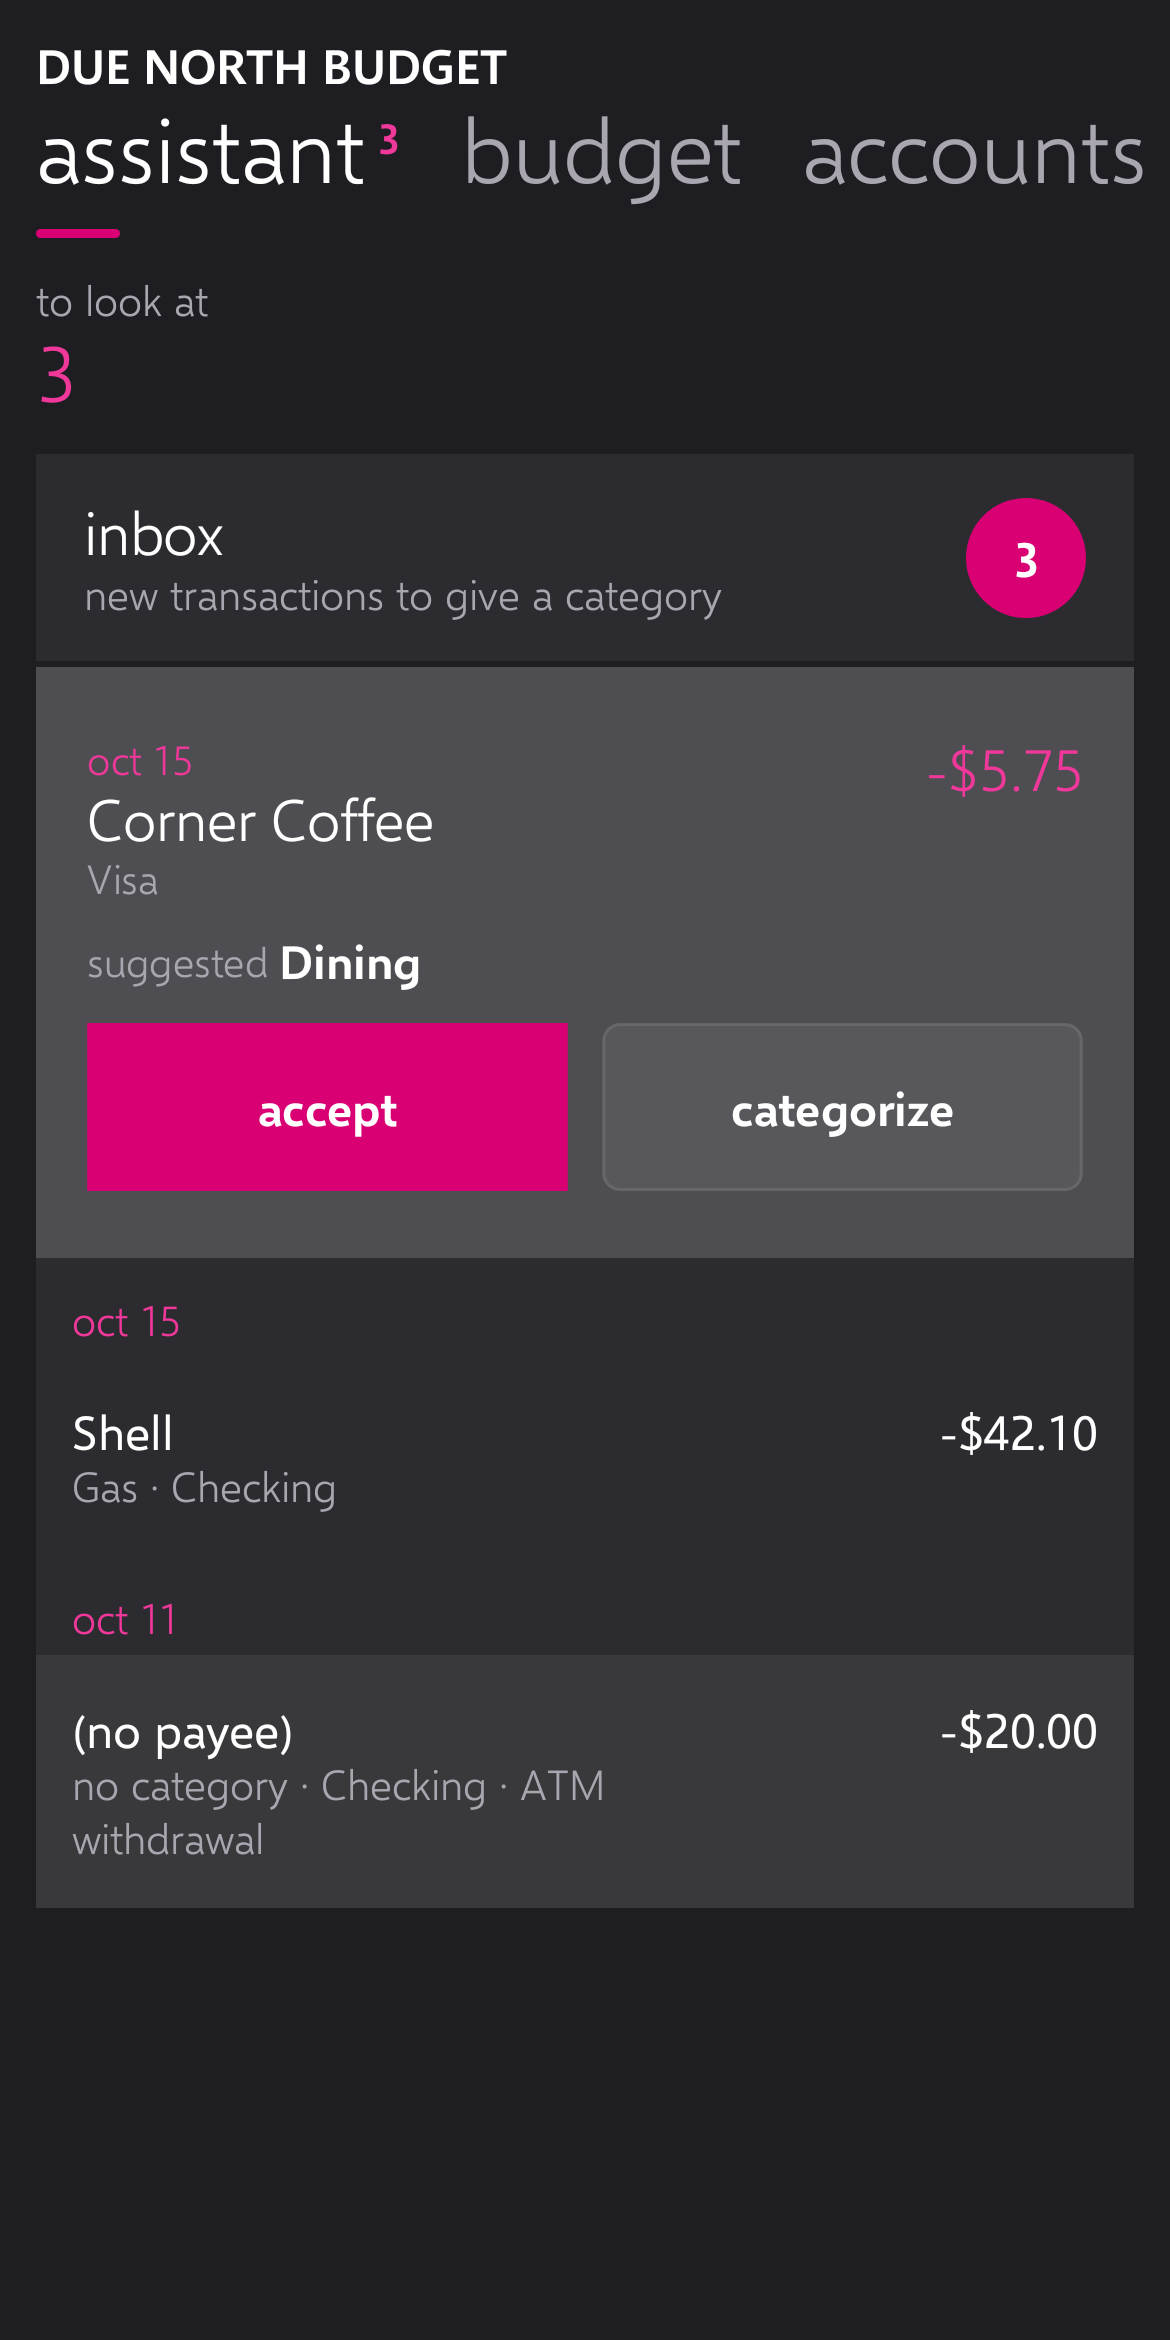 DUE NORTH BUDGET
assistant 3 budget accounts
to look at
3
inbox
new transactions to give a category
3
oct 15
-$5.75
Corner Coffee
Visa
suggested Dining
accept categorize
oct 15
Shell -$42.10
Gas · Checking
oct 11
(no payee) -$20.00
no category · Checking · ATM
withdrawal